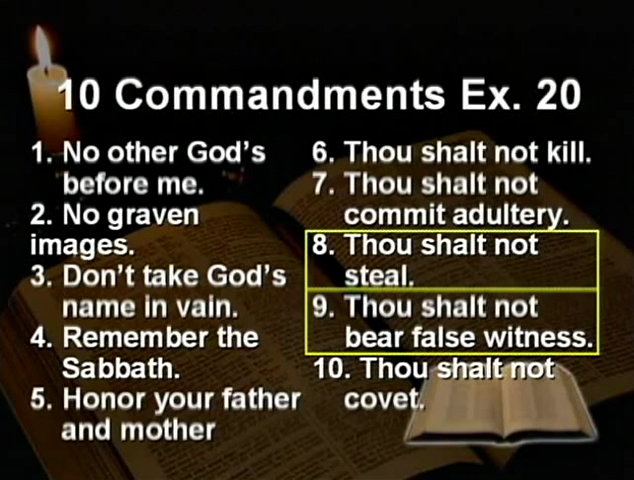 10 Commandments Ex. 20
1. No other God's
before me.
2. No graven
images.
3. Don't take God's
name in vain.
4. Remember the
Sabbath.
5. Honor your father
and mother
6. Thou shalt not kill.
7. Thou shalt not
commit adultery.
8. Thou shalt not
steal.
9. Thou shalt not
bear false witness.
10. Thou shalt not
covet.